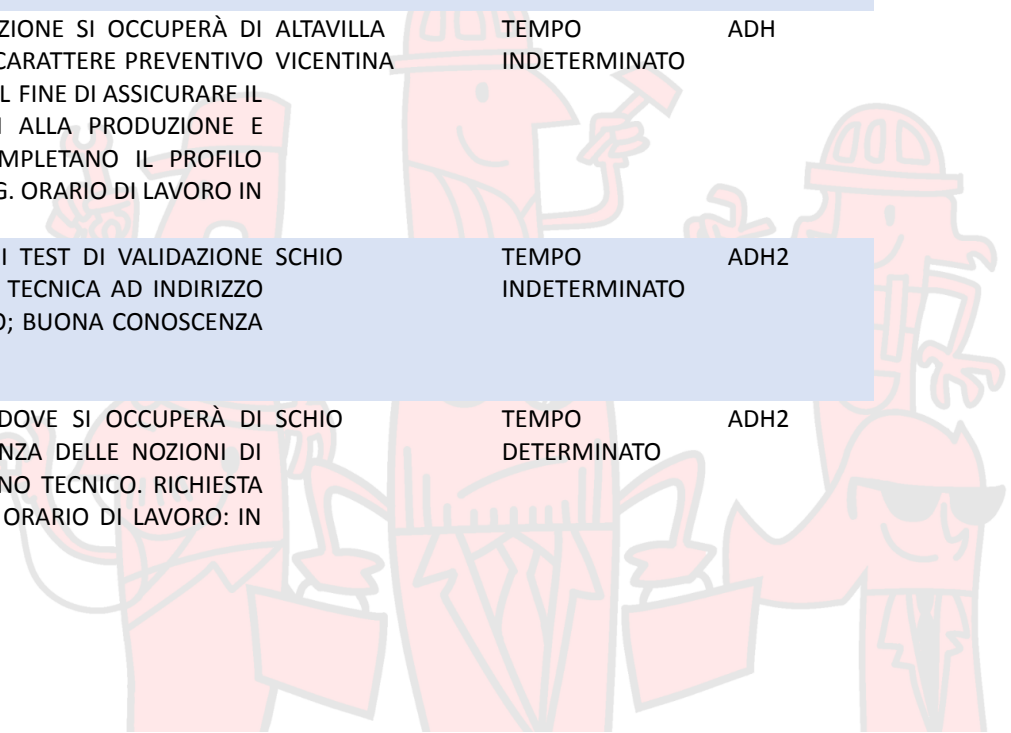 ZIONE SI OCCUPERÀ DI ALTAVILLA TEMPO ADH
CARATTERE PREVENTIVO VICENTINA INDETERMINATO
L FINE DI ASSICURARE IL
ALLA PRODUZIONE E
MPLETANO IL PROFILO
G. ORARIO DI LAVORO IN
I TEST DI VALIDAZIONE SCHIO TEMPO ADH2
TECNICA AD INDIRIZZO INDETERMINATO
O; BUONA CONOSCENZA
DOVE SI OCCUPERÀ DI SCHIO TEMPO ADH2
NZA DELLE NOZIONI DI DETERMINATO
NO TECNICO. RICHIESTA
ORARIO DI LAVORO: IN